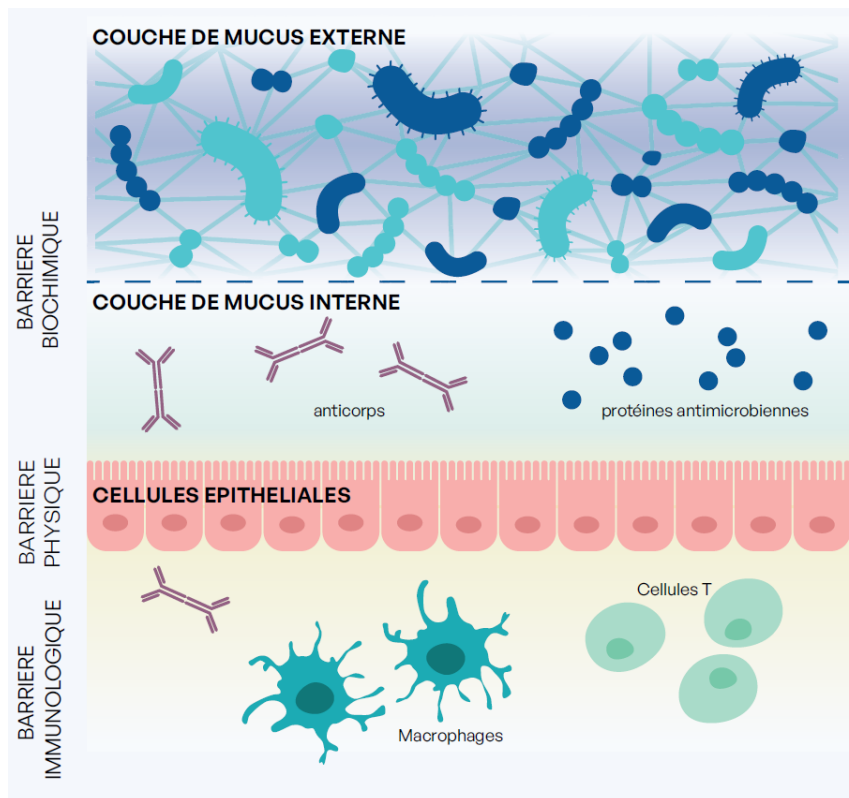 COUCHE DE MUCUS EXTERNE
BARRIERE
BIOCHIMIQUE
COUCHE DE MUCUS INTERNE
anticorps
protéines antimicrobiennes
BARRIERE
PHYSIQUE
CELLULES EPITHELIALES
BARRIERE
IMMUNOLOGIQUE
Cellules T
Macrophages